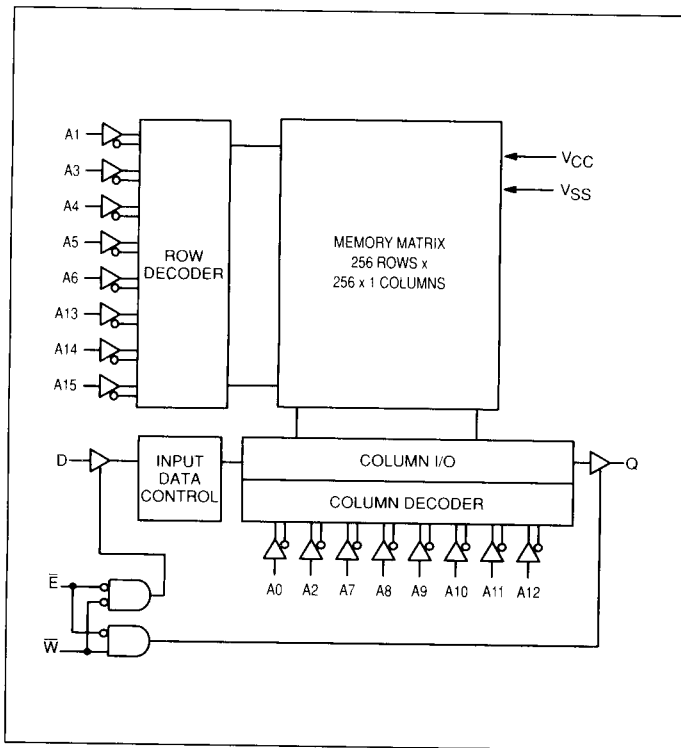 A1
A3
A4
A5
A6
A13
A14
A15
ROW
DECODER
MEMORY MATRIX
256 ROWS x
256 x 1 COLUMNS
VCC
VSS
D
INPUT
DATA
CONTROL
COLUMN I/O
COLUMN DECODER
Q
A0 A2 A7 A8 A9 A10 A11 A12
E̅
W̅